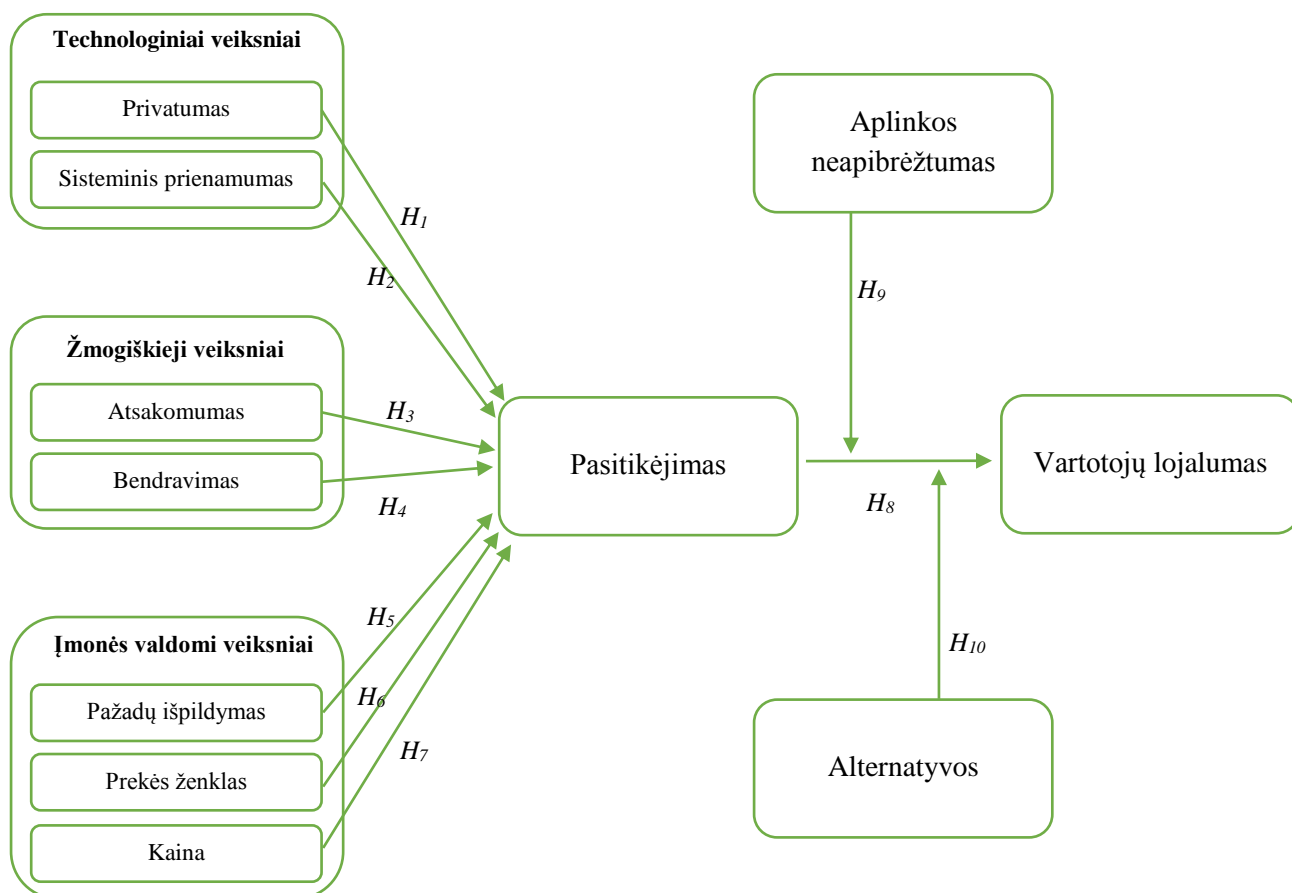 Technologiniai veiksniai
Privatumas
Sisteminis prienamumas
H1
H2
Žmogiškieji veiksniai
Atsakomumas
Bendravimas
H3
H4
Įmonės valdomi veiksniai
Pažadų išpildymas
Prekės ženklas
Kaina
H5
H6
H7
Pasitikėjimas
Aplinkos
neapibrėžtumas
H9
H8
Vartotojų lojalumas
H10
Alternatyvos